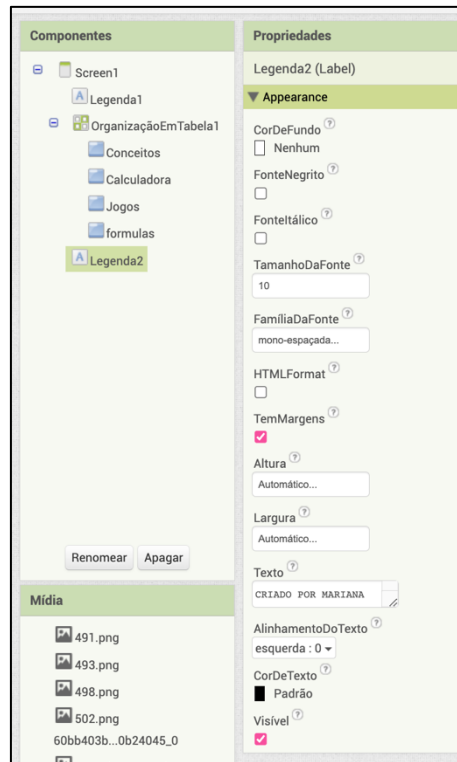 Componentes
Screen1
Legenda1
OrganizaçãoEmTabela1
Conceitos
Calculadora
Jogos
formulas
Legenda2
Renomear Apagar
Mídia
491.png
493.png
498.png
502.png
60bb403b...0b24045_0
Propriedades
Legenda2 (Label)
Appearance
CorDeFundo ?
Nenhum
FonteNegrito ?
FonteItálico ?
TamanhoDaFonte ?
10
FamíliaDaFonte ?
mono-espaçada...
HTMLFormat ?
TemMargens ?
Altura ?
Automático...
Largura ?
Automático...
Texto ?
CRIADO POR MARIANA
AlinhamentoDoTexto ?
esquerda : 0
CorDeTexto ?
Padrão
Visível ?